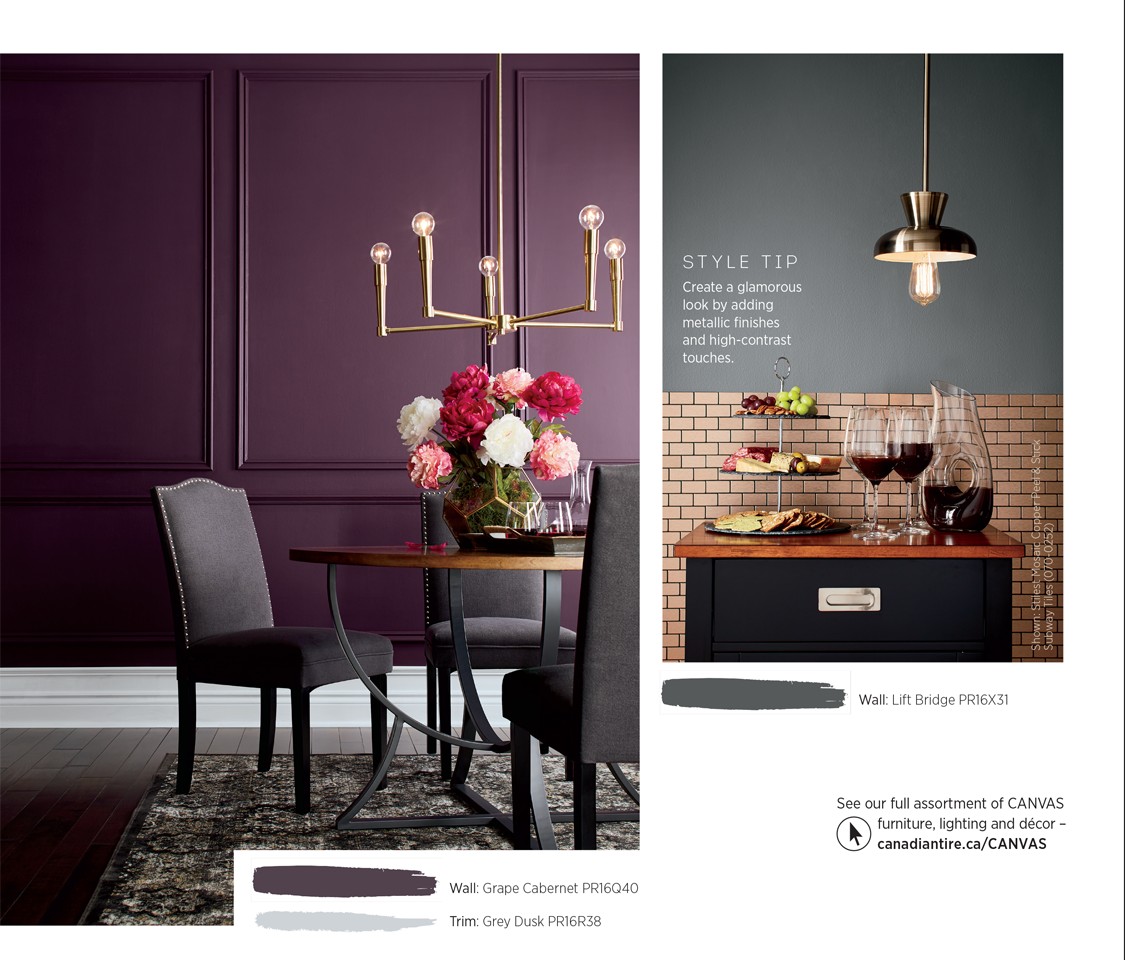 STYLE TIP
Create a glamorous
look by adding
metallic finishes
and high-contrast
touches.
Shown: Stiles! Mosaic Copper Peel & Stick
Subway Tiles (070-0252)
Wall: Lift Bridge PR16X31
See our full assortment of CANVAS
furniture, lighting and décor –
canadiantire.ca/CANVAS
Wall: Grape Cabernet PR16Q40
Trim: Grey Dusk PR16R38